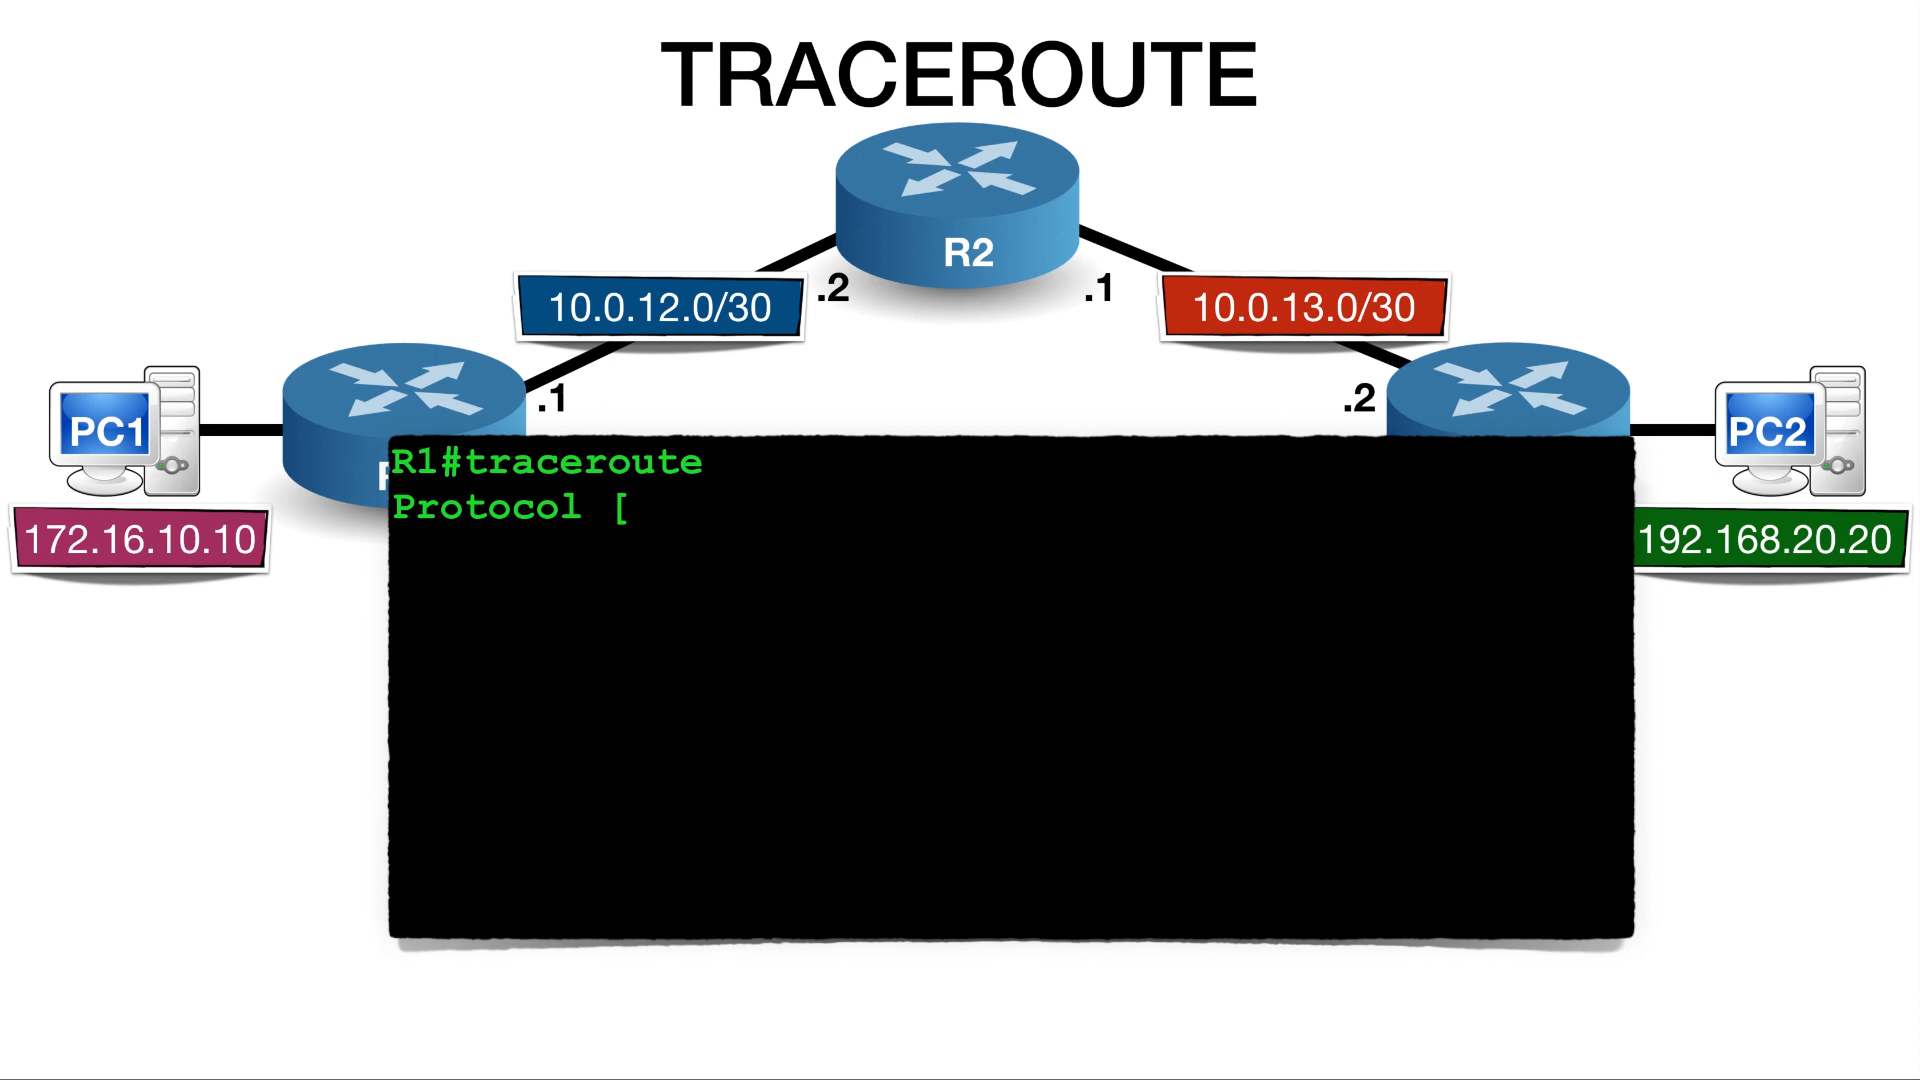 TRACEROUTE
R2
10.0.12.0/30
.2
.1
10.0.13.0/30
.1
.2
PC1
PC2
R1#traceroute
Protocol [
172.16.10.10
192.168.20.20